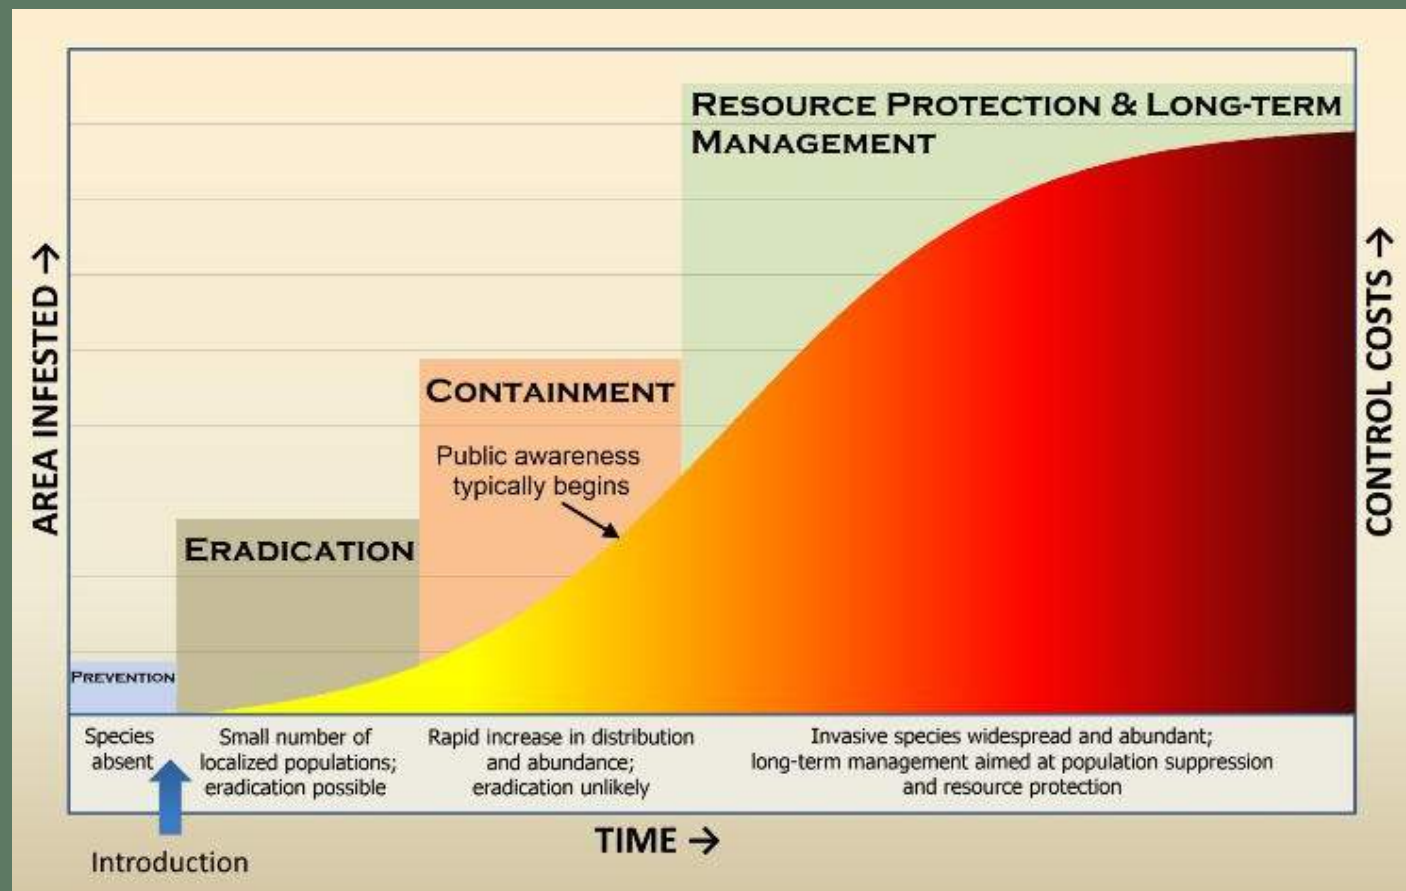 RESOURCE PROTECTION & LONG-TERM
MANAGEMENT
CONTAINMENT
Public awareness
typically begins
ERADICATION
PREVENTION
AREA INFESTED →
CONTROL COSTS →
Species
absent
Small number of
localized populations;
eradication possible
Rapid increase in distribution
and abundance;
eradication unlikely
Invasive species widespread and abundant;
long-term management aimed at population suppression
and resource protection
TIME →
Introduction